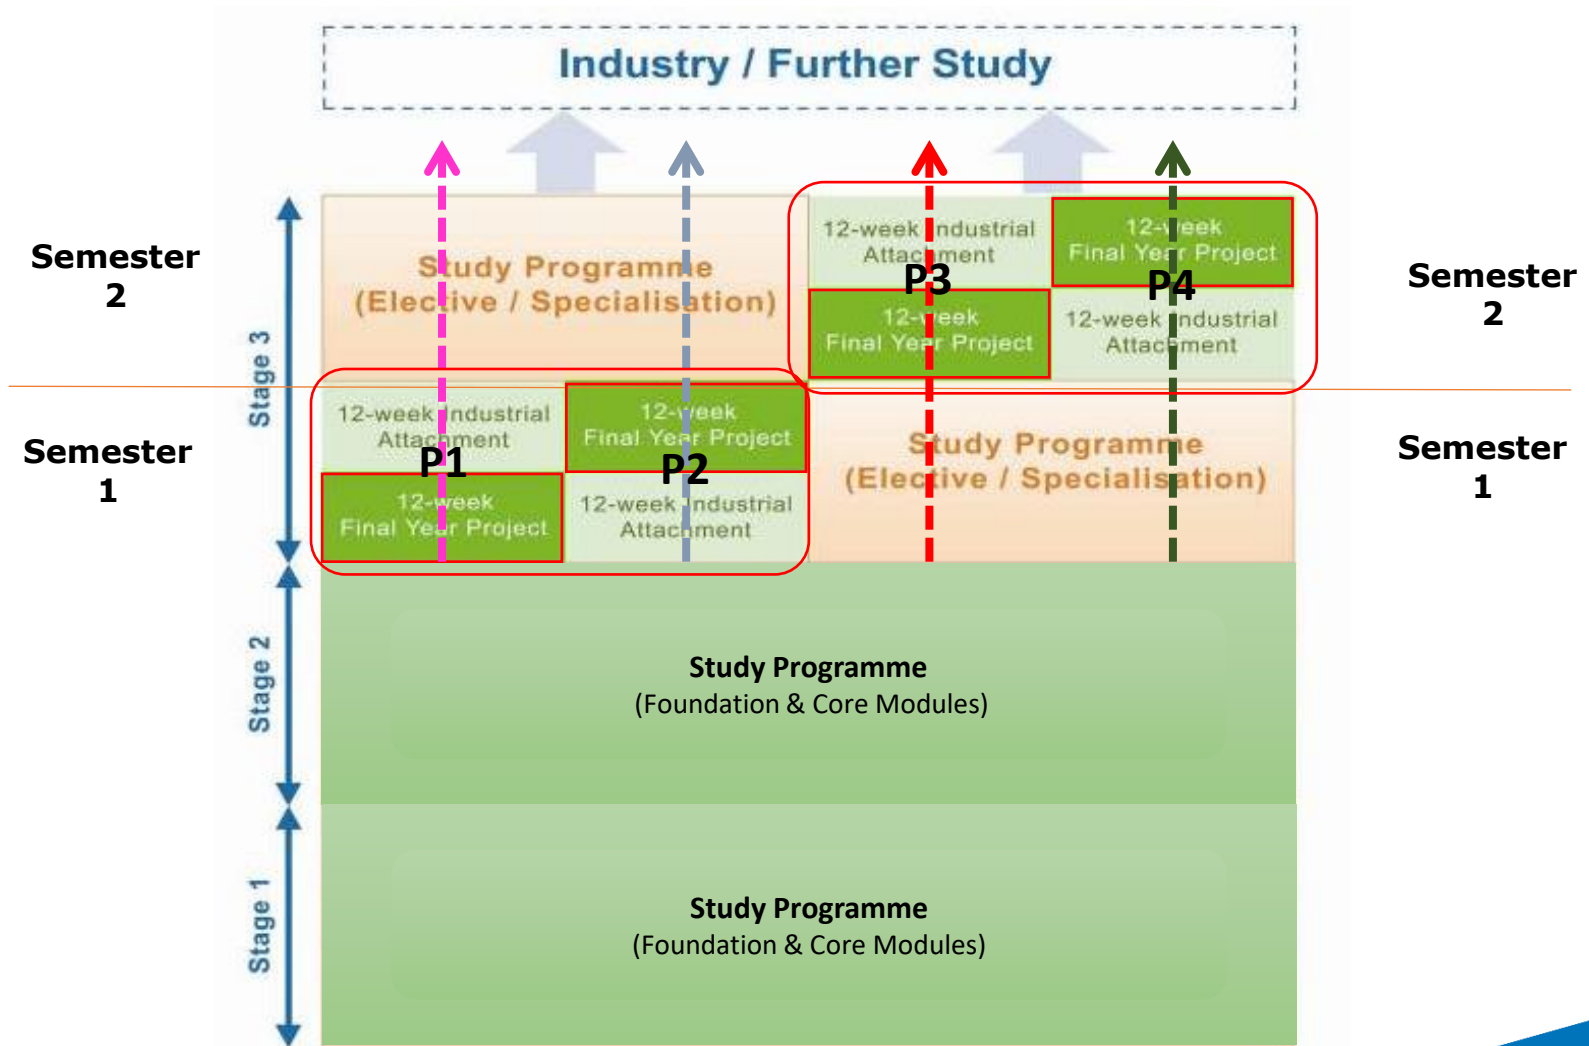 Industry / Further Study
Semester
2
Stage 3
Study Programme
(Elective / Specialisation)
12-week Industrial
Attachment
P3
12-week
Final Year Project
12-week
Final Year Project
P4
12-week Industrial
Attachment
Semester
2
Semester
1
12-week Industrial
Attachment
P1
12-week
Final Year Project
12-week
Final Year Project
P2
12-week Industrial
Attachment
Study Programme
(Elective / Specialisation)
Semester
1
Stage 2
Study Programme
(Foundation & Core Modules)
Stage 1
Study Programme
(Foundation & Core Modules)